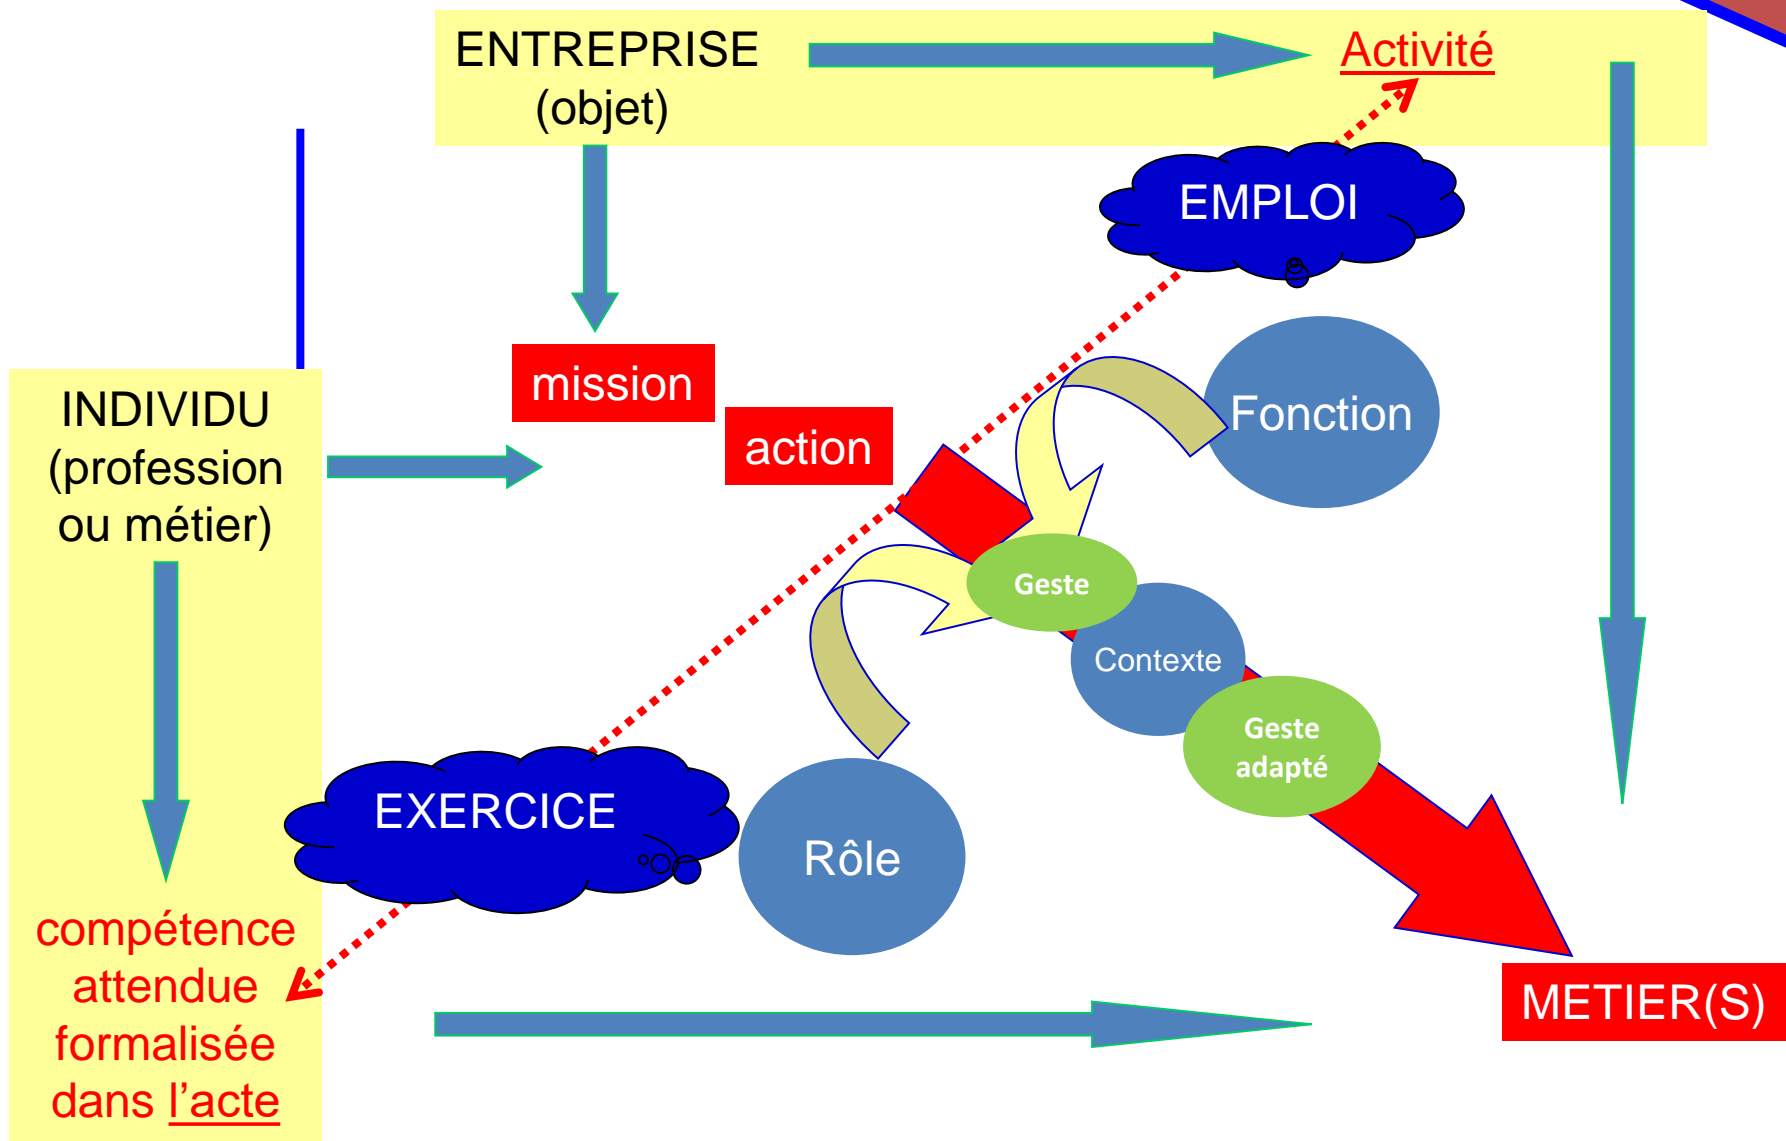 ENTREPRISE
(objet)
Activité
EMPLOI
mission
action
Fonction
INDIVIDU
(profession
ou métier)
Geste
Contexte
Geste
adapté
EXERCICE
Rôle
compétence
attendue
formalisée
dans l’acte
METIER(S)